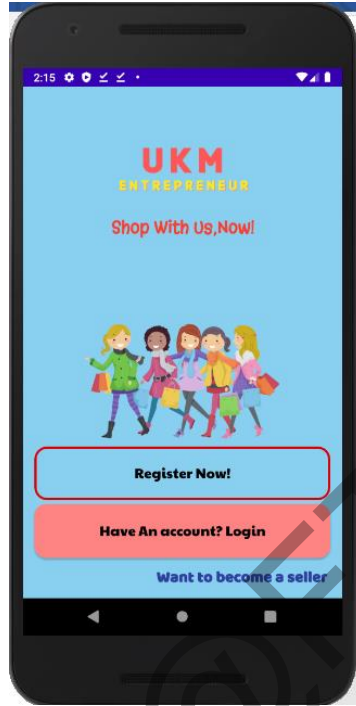 2:15
UKM
ENTREPRENEUR
Shop With Us,Now!
Register Now!
Have An account? Login
Want to become a seller